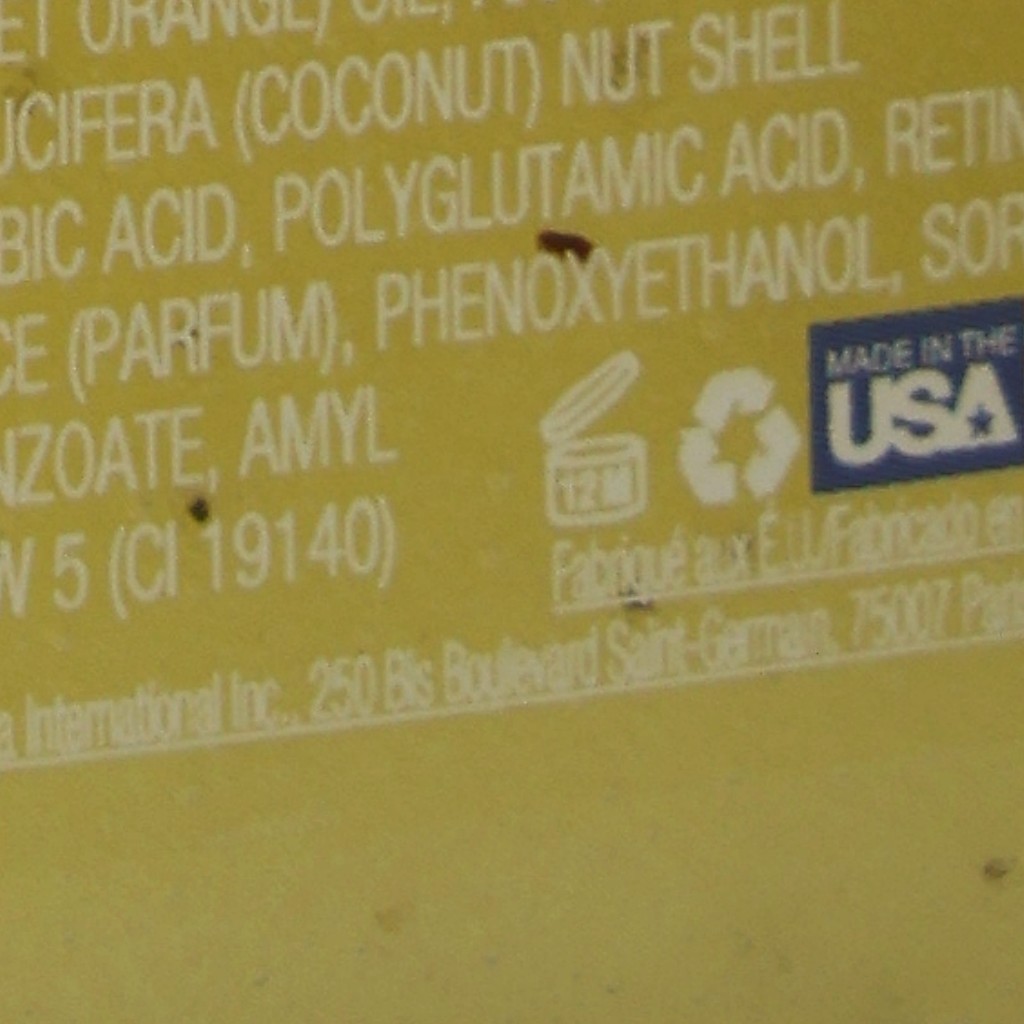 ET ORANGE) OIL,
UCIFERA (COCONUT) NUT SHELL
BIC ACID, POLYGLUTAMIC ACID, RETIN
CE (PARFUM), PHENOXYETHANOL, SOR
NZOATE, AMYL
W 5 (CI 19140)
12M
MADE IN THE
USA
Fabriqué aux É.U./Fabricado en
a International Inc., 250 Bis Boulevard Saint-Germain, 75007 Paris